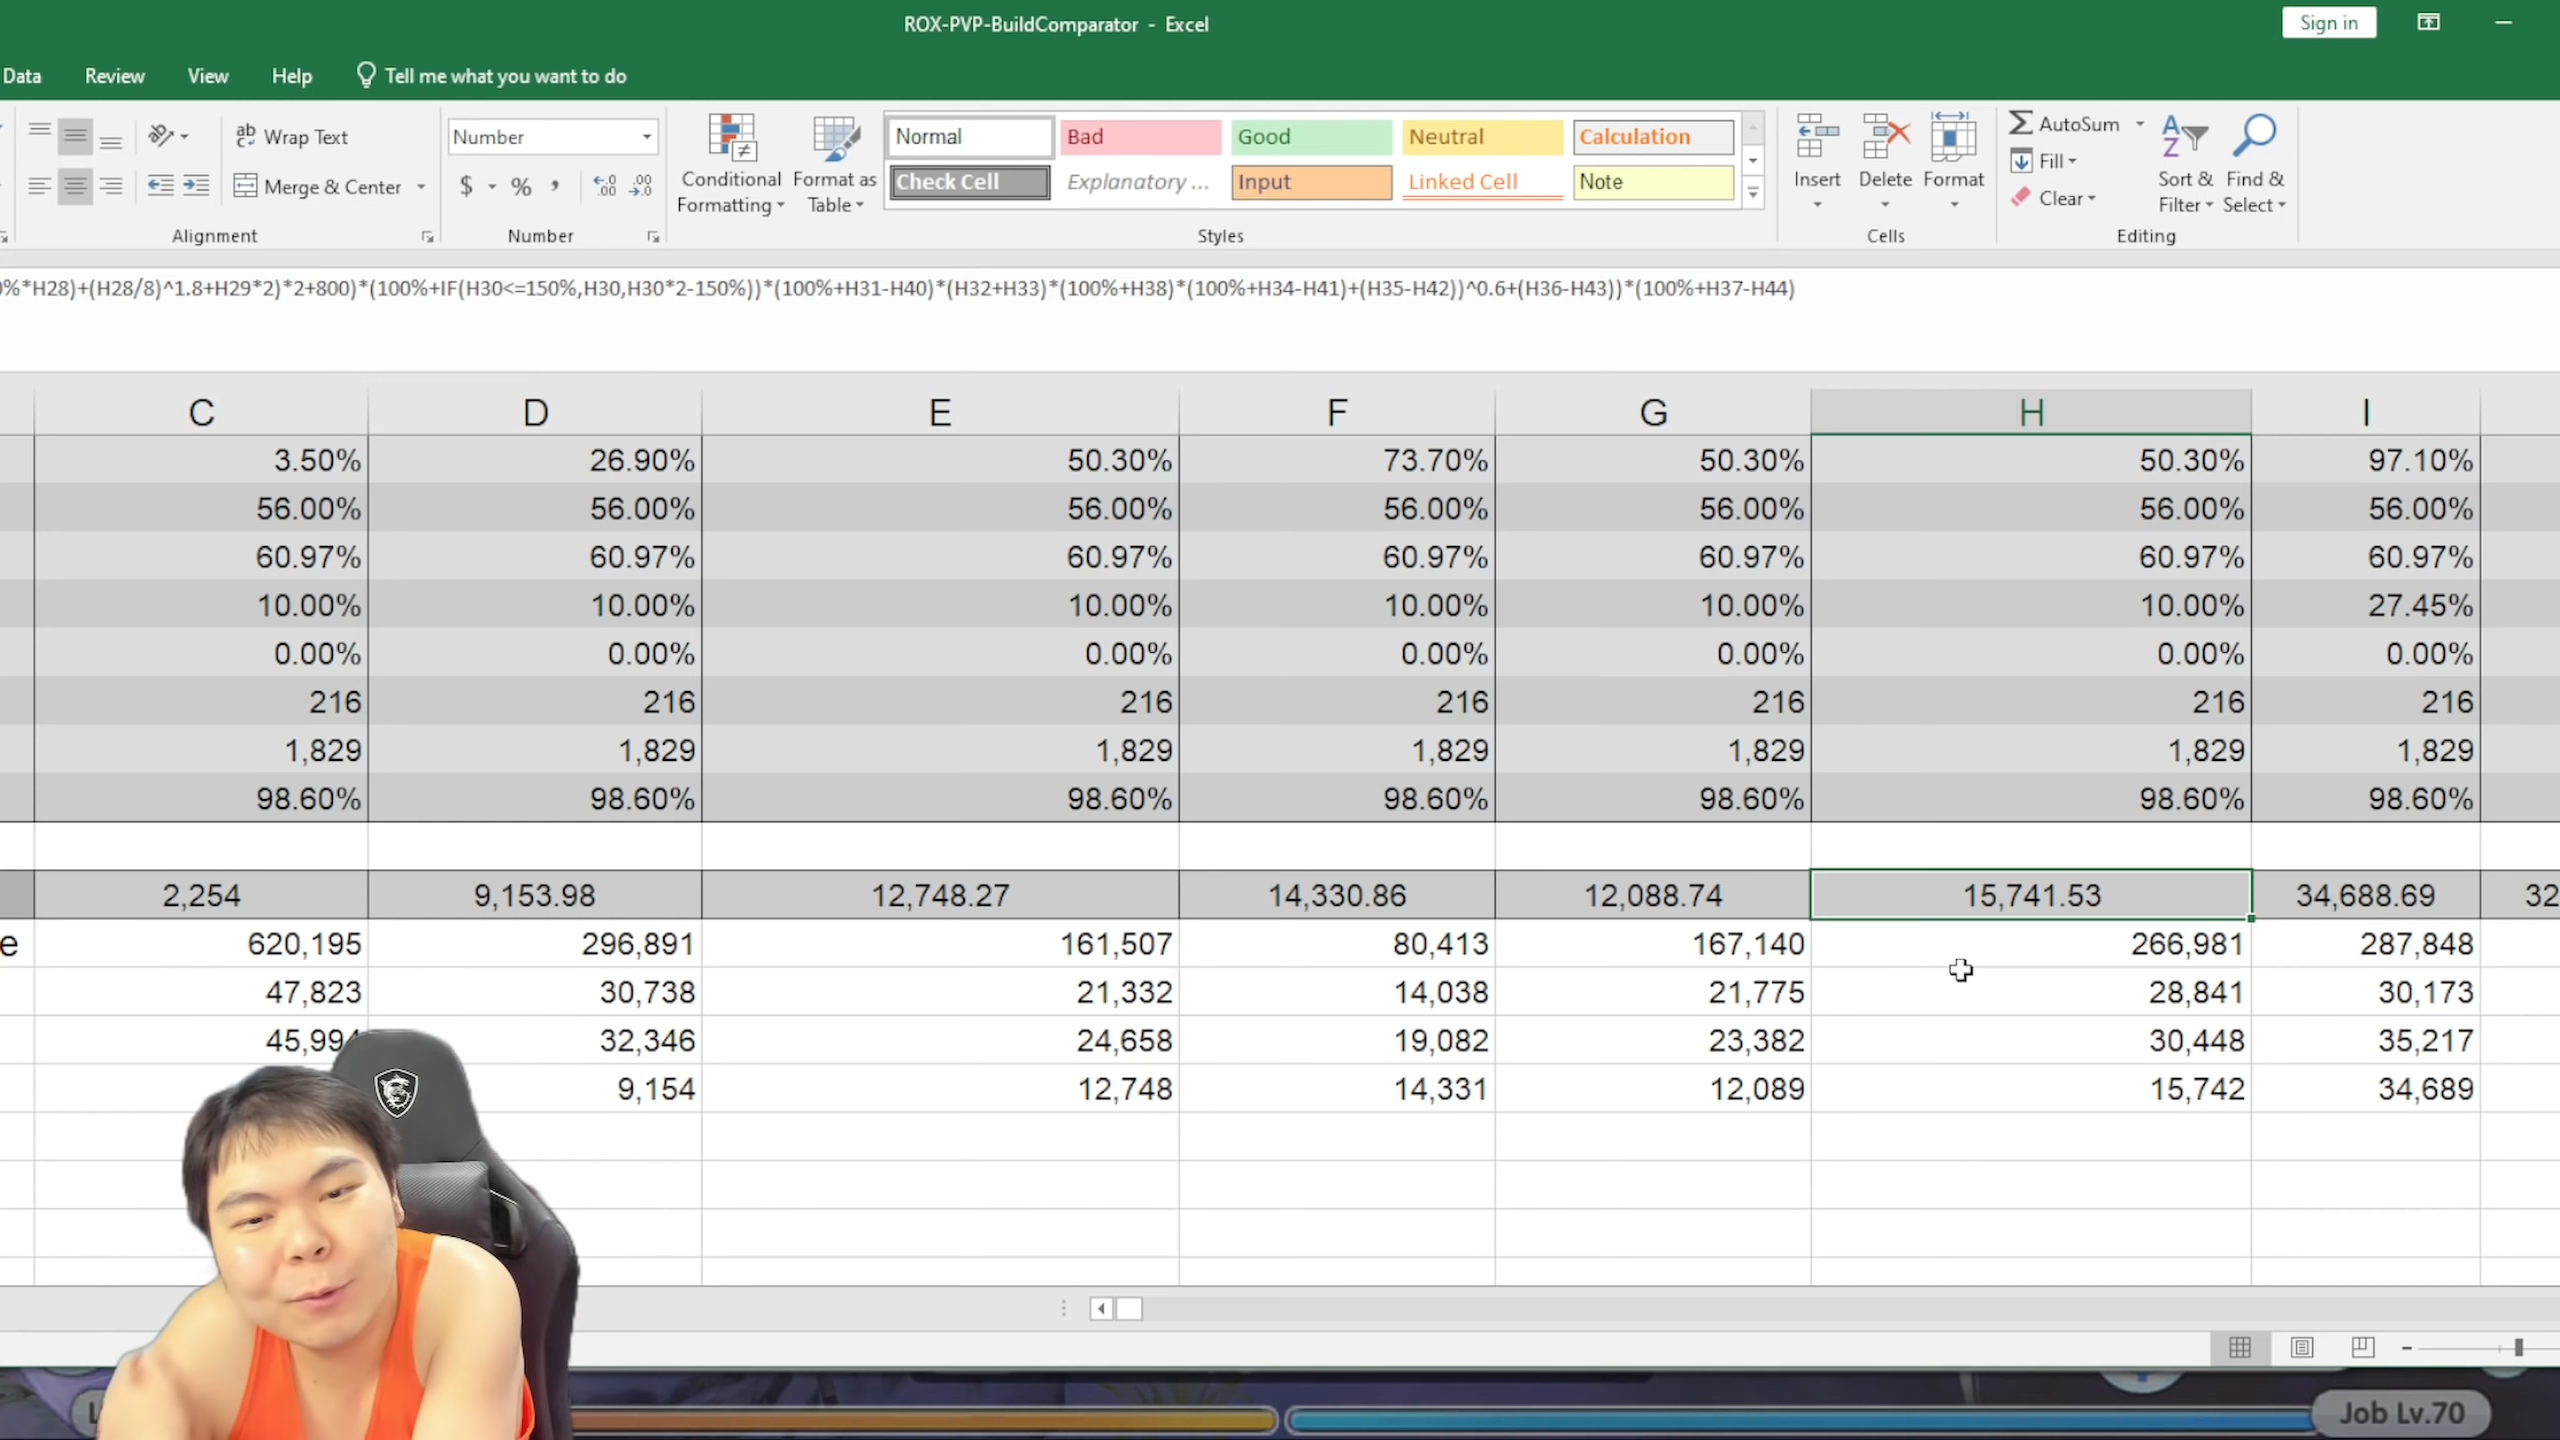 ROX-PVP-BuildComparator - Excel
Sign in
Data Review View Help Tell me what you want to do
Wrap Text
Merge & Center
Alignment
Number
$ % ,
Number
Conditional Formatting
Format as Table
Normal Bad Good Neutral Calculation
Check Cell Explanatory ... Input Linked Cell Note
Styles
Insert Delete Format
Cells
AutoSum
Fill
Clear
Sort & Filter
Find & Select
Editing
%*H28)+(H28/8)^1.8+H29*2)*2+800)*(100%+IF(H30<=150%,H30,H30*2-150%))*(100%+H31-H40)*(H32+H33)*(100%+H38)*(100%+H34-H41)+(H35-H42))^0.6+(H36-H43))*(100%+H37-H44)
C D E F G H I
3.50% 26.90% 50.30% 73.70% 50.30% 50.30% 97.10%
56.00% 56.00% 56.00% 56.00% 56.00% 56.00% 56.00%
60.97% 60.97% 60.97% 60.97% 60.97% 60.97% 60.97%
10.00% 10.00% 10.00% 10.00% 10.00% 10.00% 27.45%
0.00% 0.00% 0.00% 0.00% 0.00% 0.00% 0.00%
216 216 216 216 216 216 216
1,829 1,829 1,829 1,829 1,829 1,829 1,829
98.60% 98.60% 98.60% 98.60% 98.60% 98.60% 98.60%
2,254 9,153.98 12,748.27 14,330.86 12,088.74 15,741.53 34,688.69 32
e 620,195 296,891 161,507 80,413 167,140 266,981 287,848
47,823 30,738 21,332 14,038 21,775 28,841 30,173
45,994 32,346 24,658 19,082 23,382 30,448 35,217
9,154 12,748 14,331 12,089 15,742 34,689
Job Lv.70